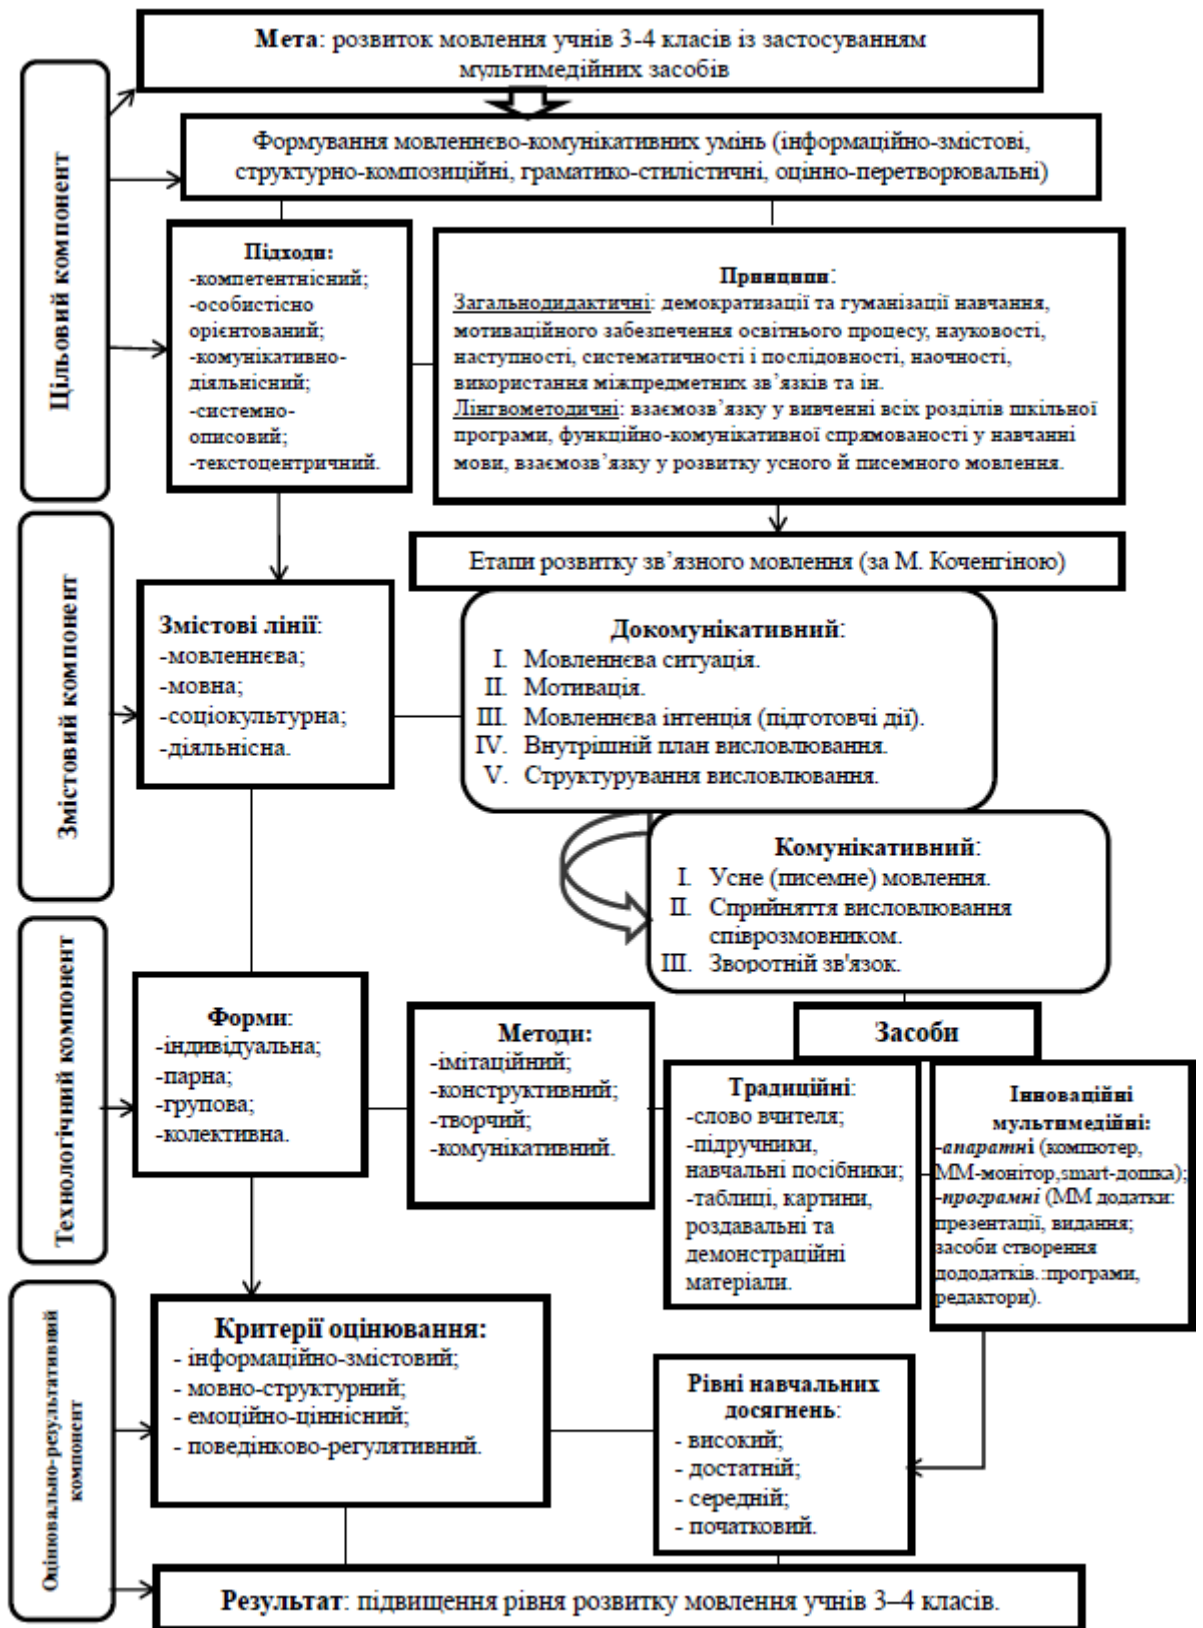 Мета: розвиток мовлення учнів 3-4 класів із застосуванням
мультимедійних засобів
Цільовий компонент
Формування мовленнєво-комунікативних умінь (інформаційно-змістові,
структурно-композиційні, граматико-стилістичні, оцінно-перетворювальні)
Підходи:
-компетентнісний;
-особистісно
орієнтований;
-комунікативно-
діяльнісний;
-системно-
описовий;
-текстоцентричний.
Принципи:
Загальнодидактичні: демократизації та гуманізації навчання,
мотиваційного забезпечення освітнього процесу, науковості,
наступності, систематичності і послідовності, наочності,
використання міжпредметних зв’язків та ін.
Лінгвометодичні: взаємозв’язку у вивченні всіх розділів шкільної
програми, функційно-комунікативної спрямованості у навчанні
мови, взаємозв’язку у розвитку усного й писемного мовлення.
Змістовий компонент
Етапи розвитку зв’язного мовлення (за М. Коченгіною)
Змістові лінії:
-мовленнєва;
-мовна;
-соціокультурна;
-діяльнісна.
Докомунікативний:
I. Мовленнєва ситуація.
II. Мотивація.
III. Мовленнєва інтенція (підготовчі дії).
IV. Внутрішній план висловлювання.
V. Структурування висловлювання.
Комунікативний:
I. Усне (писемне) мовлення.
II. Сприйняття висловлювання
співрозмовником.
III. Зворотній зв'язок.
Технологічний компонент
Форми:
-індивідуальна;
-парна;
-групова;
-колективна.
Методи:
-імітаційний;
-конструктивний;
-творчий;
-комунікативний.
Засоби
Традиційні:
-слово вчителя;
-підручники,
навчальні посібники;
-таблиці, картини,
роздавальні та
демонстраційні
матеріали.
Інноваційні
мультимедійні:
-апаратні (компютер,
ММ-монітор,smart-дошка);
-програмні (ММ додатки:
презентації, видання;
засоби створення
дододатків.:програми,
редактори).
Оцінювально-результативний
компонент
Критерії оцінювання:
- інформаційно-змістовий;
- мовно-структурний;
- емоційно-ціннісний;
- поведінково-регулятивний.
Рівні навчальних
досягнень:
- високий;
- достатній;
- середній;
- початковий.
Результат: підвищення рівня розвитку мовлення учнів 3–4 класів.